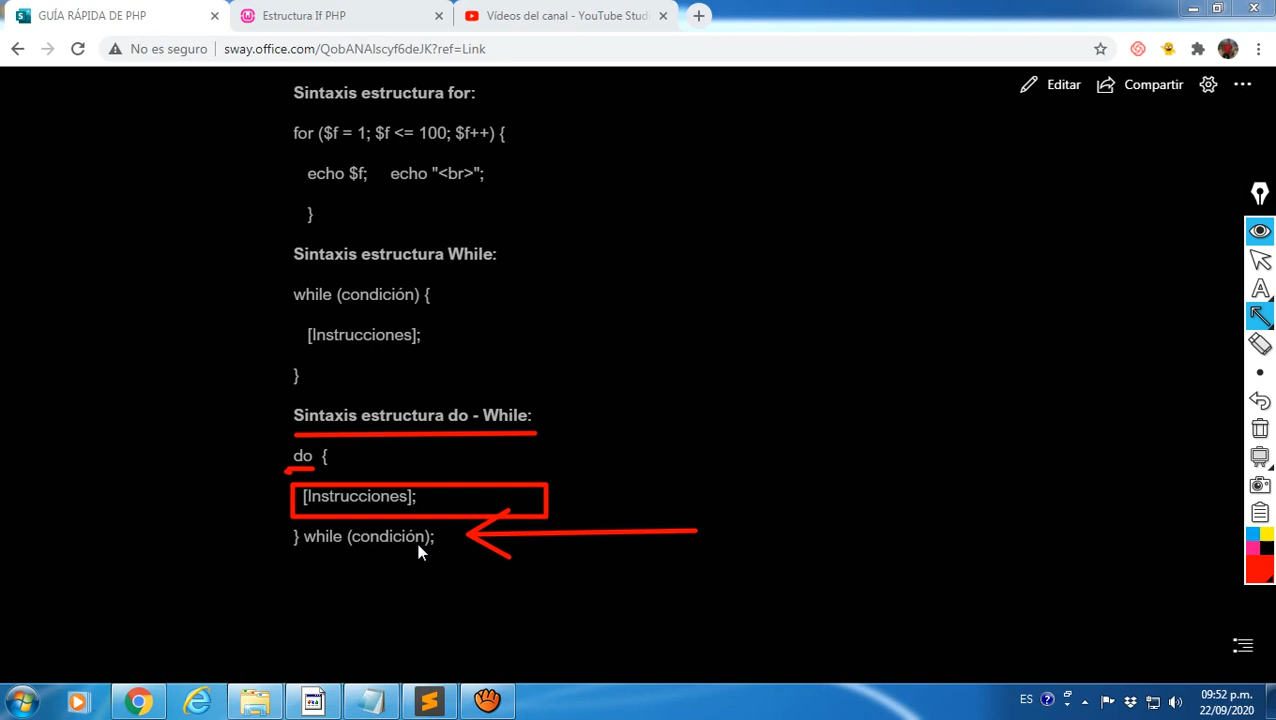 GUÍA RÁPIDA DE PHP
Estructura If PHP
Vídeos del canal - YouTube Studi
No es seguro
sway.office.com/QobANAlscyf6deJK?ref=Link
Editar
Compartir
Sintaxis estructura for:
for ($f = 1; $f <= 100; $f++) {
echo $f; echo "<br>";
}
Sintaxis estructura While:
while (condición) {
[Instrucciones];
}
Sintaxis estructura do - While:
do {
[Instrucciones];
} while (condición);
ES
09:52 p.m.
22/09/2020